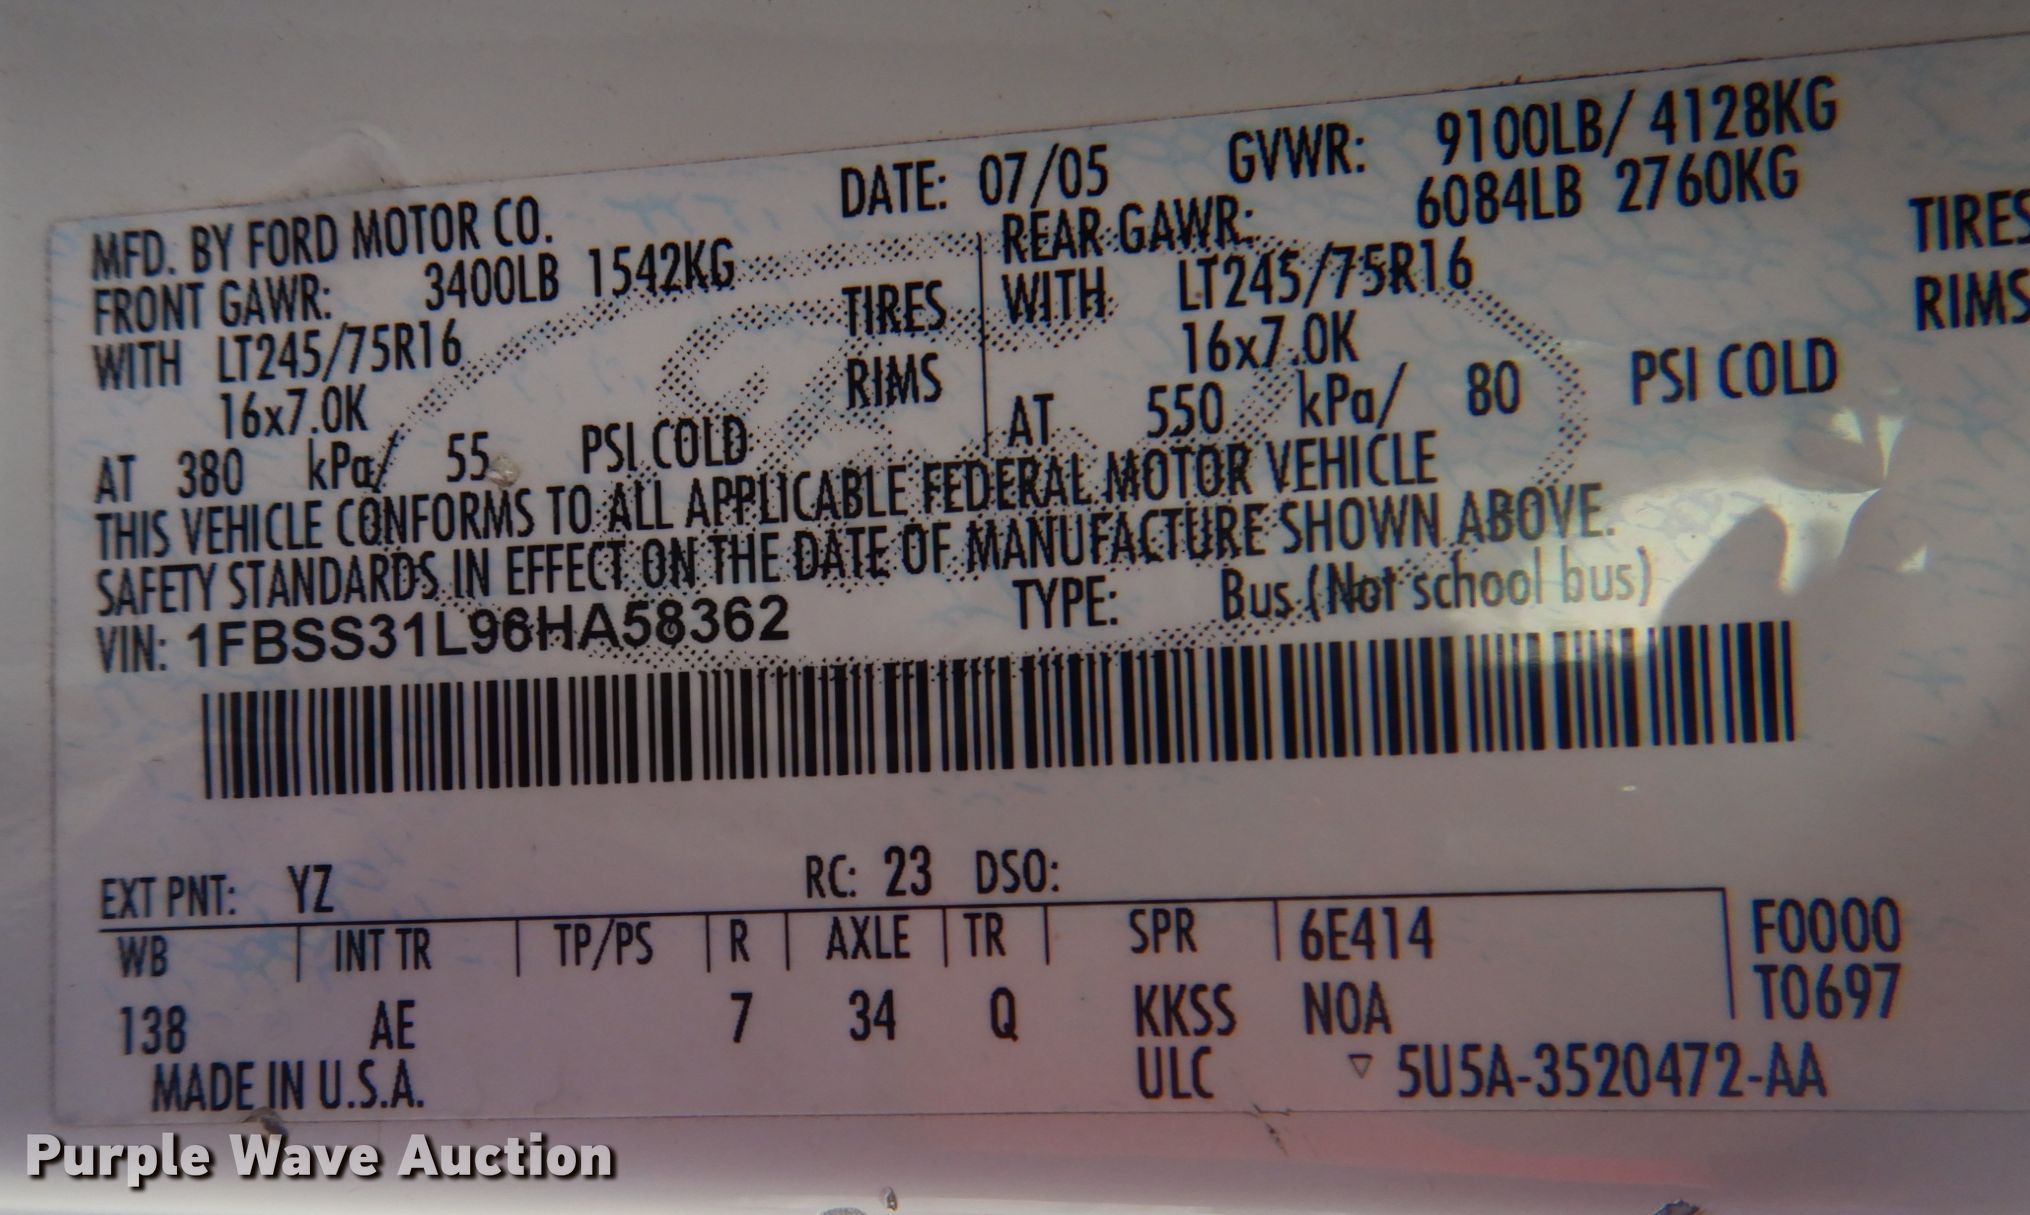 MFD. BY FORD MOTOR CO. DATE: 07/05 GVWR: 9100LB/ 4128KG
FRONT GAWR: 3400LB 1542KG REAR GAWR: 6084LB 2760KG
WITH LT245/75R16 TIRES WITH LT245/75R16 TIRES
16x7.0K RIMS 16x7.0K RIMS
AT 380 kPa/ 55 PSI COLD AT 550 kPa/ 80 PSI COLD
THIS VEHICLE CONFORMS TO ALL APPLICABLE FEDERAL MOTOR VEHICLE
SAFETY STANDARDS IN EFFECT ON THE DATE OF MANUFACTURE SHOWN ABOVE.
VIN: 1FBSS31L96HA58362 TYPE: Bus (Not school bus)
EXT PNT: YZ RC: 23 DSO:
WB INT TR TP/PS R AXLE TR SPR 6E414 F0000
138 AE 7 34 Q KKSS NOA T0697
MADE IN U.S.A. ULC ▽ 5U5A-3520472-AA
Purple Wave Auction